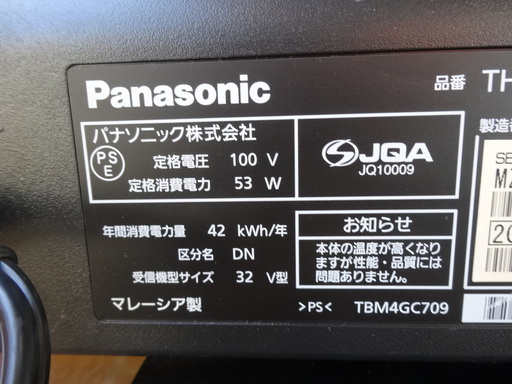 Panasonic
品番 TH
パナソニック株式会社
PSE
定格電圧 100 V
定格消費電力 53 W
JQA
JQ10009
製造番
年間消費電力量 42 kWh/年
区分名 DN
受信機型サイズ 32 V型
マレーシア製
お知らせ
本体の温度が高くなり
ますが性能・品質には
問題ありません。
>PS< TBM4GC709
SE
MZ
20